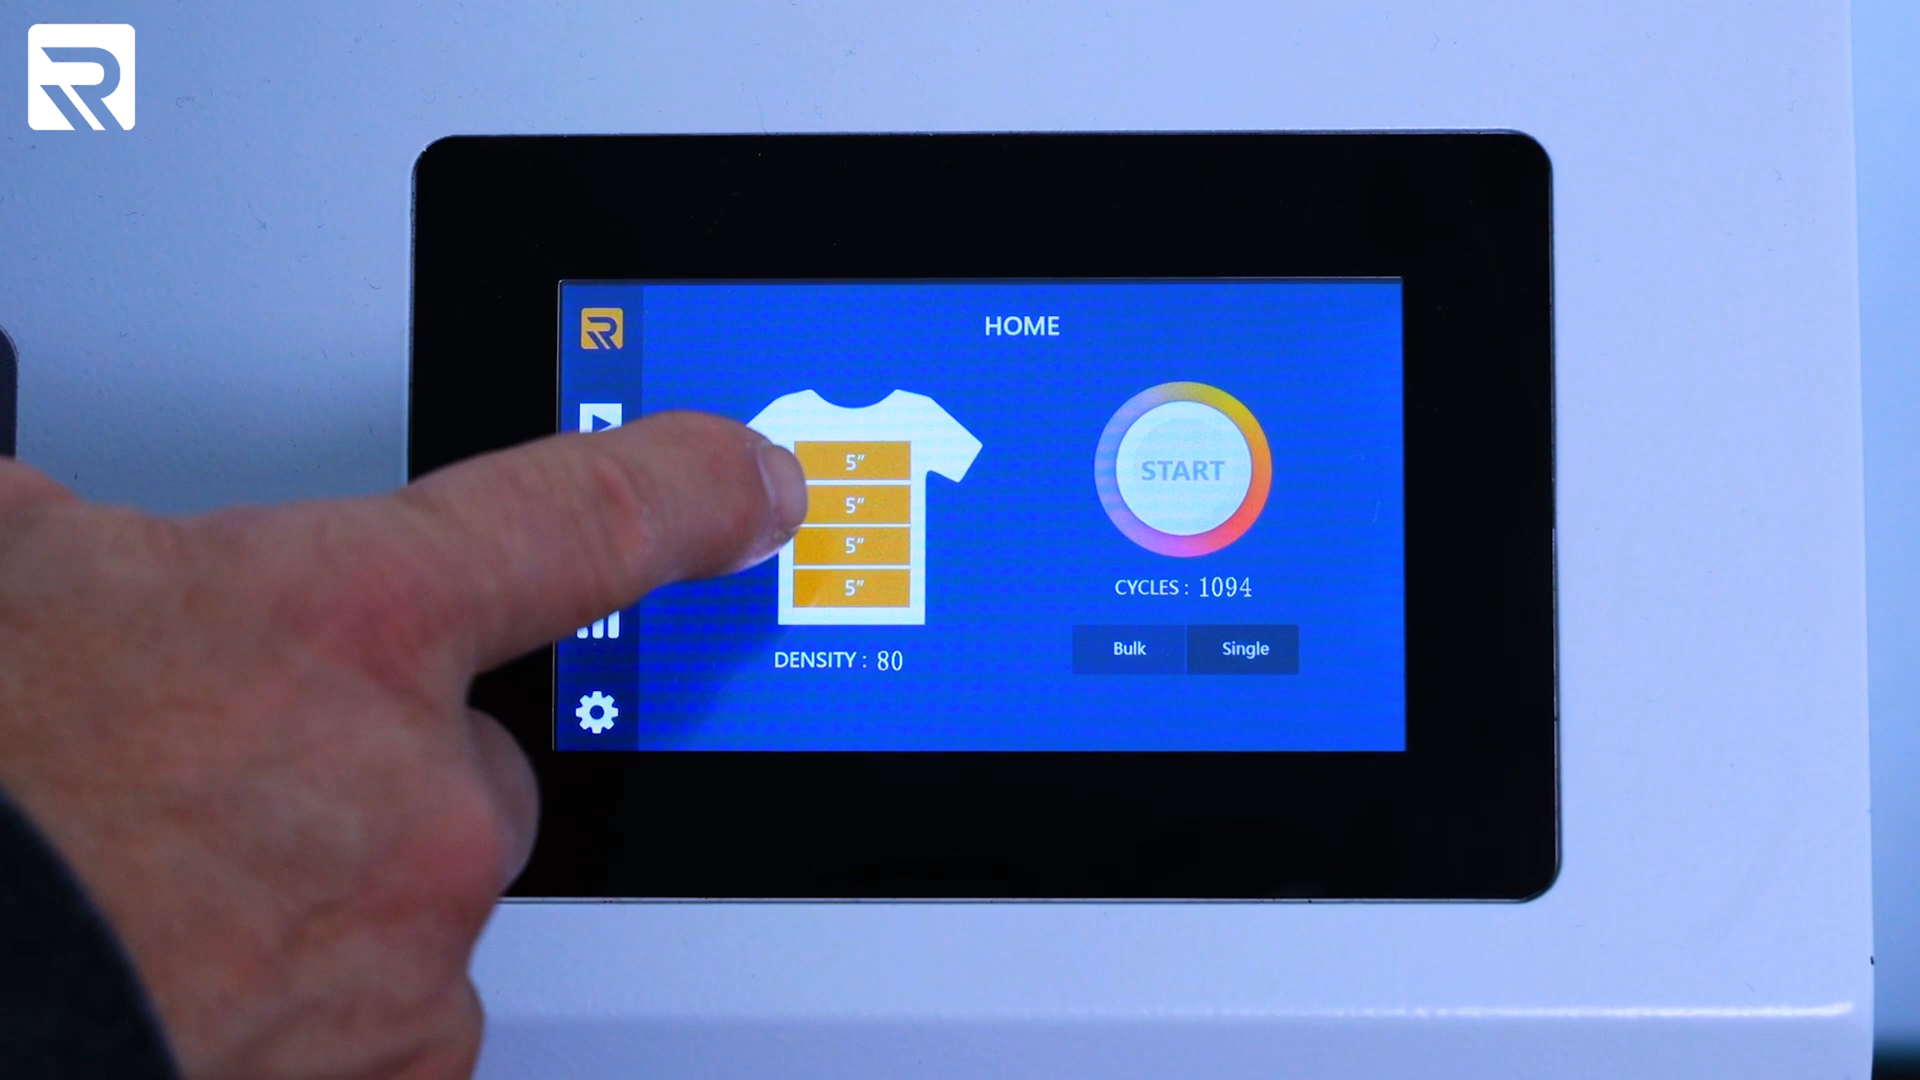 HOME
5"
5"
5"
5"
START
CYCLES : 1094
DENSITY : 80
Bulk
Single